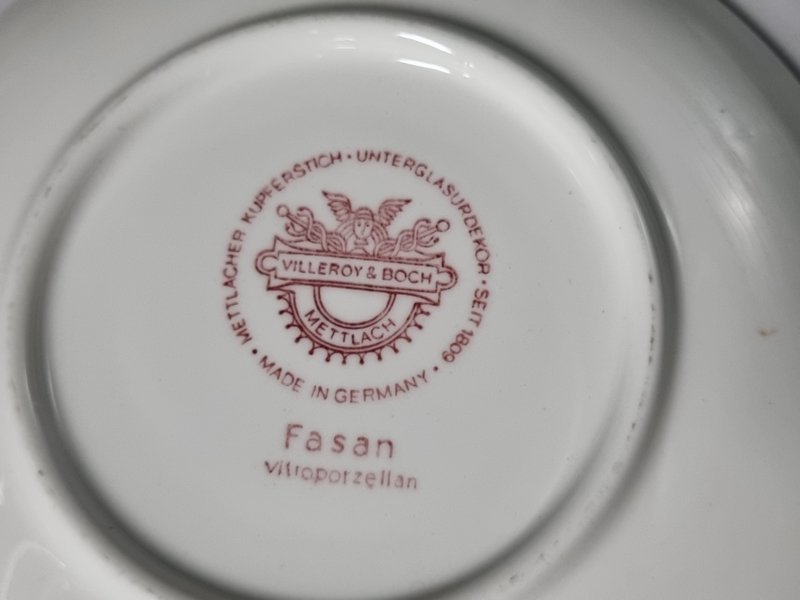 METTLACHER KUPFERSTICH · UNTERGLASURDEKOR · SEIT 1809 ·
VILLEROY & BOCH
METTLACH
· MADE IN GERMANY ·
Fasan
vitroporzellan